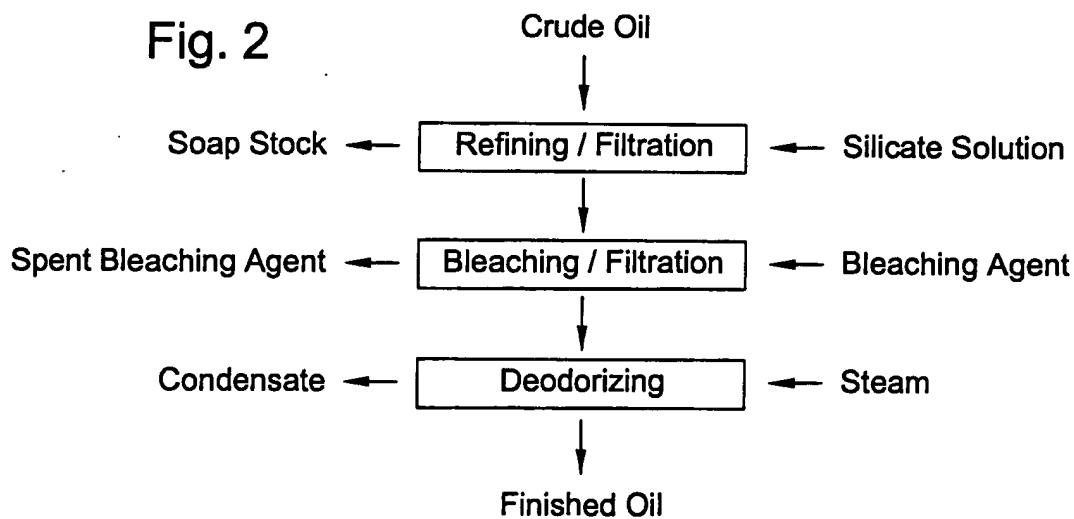 Fig. 2
Crude Oil
Soap Stock
Refining / Filtration
Silicate Solution
Spent Bleaching Agent
Bleaching / Filtration
Bleaching Agent
Condensate
Deodorizing
Steam
Finished Oil